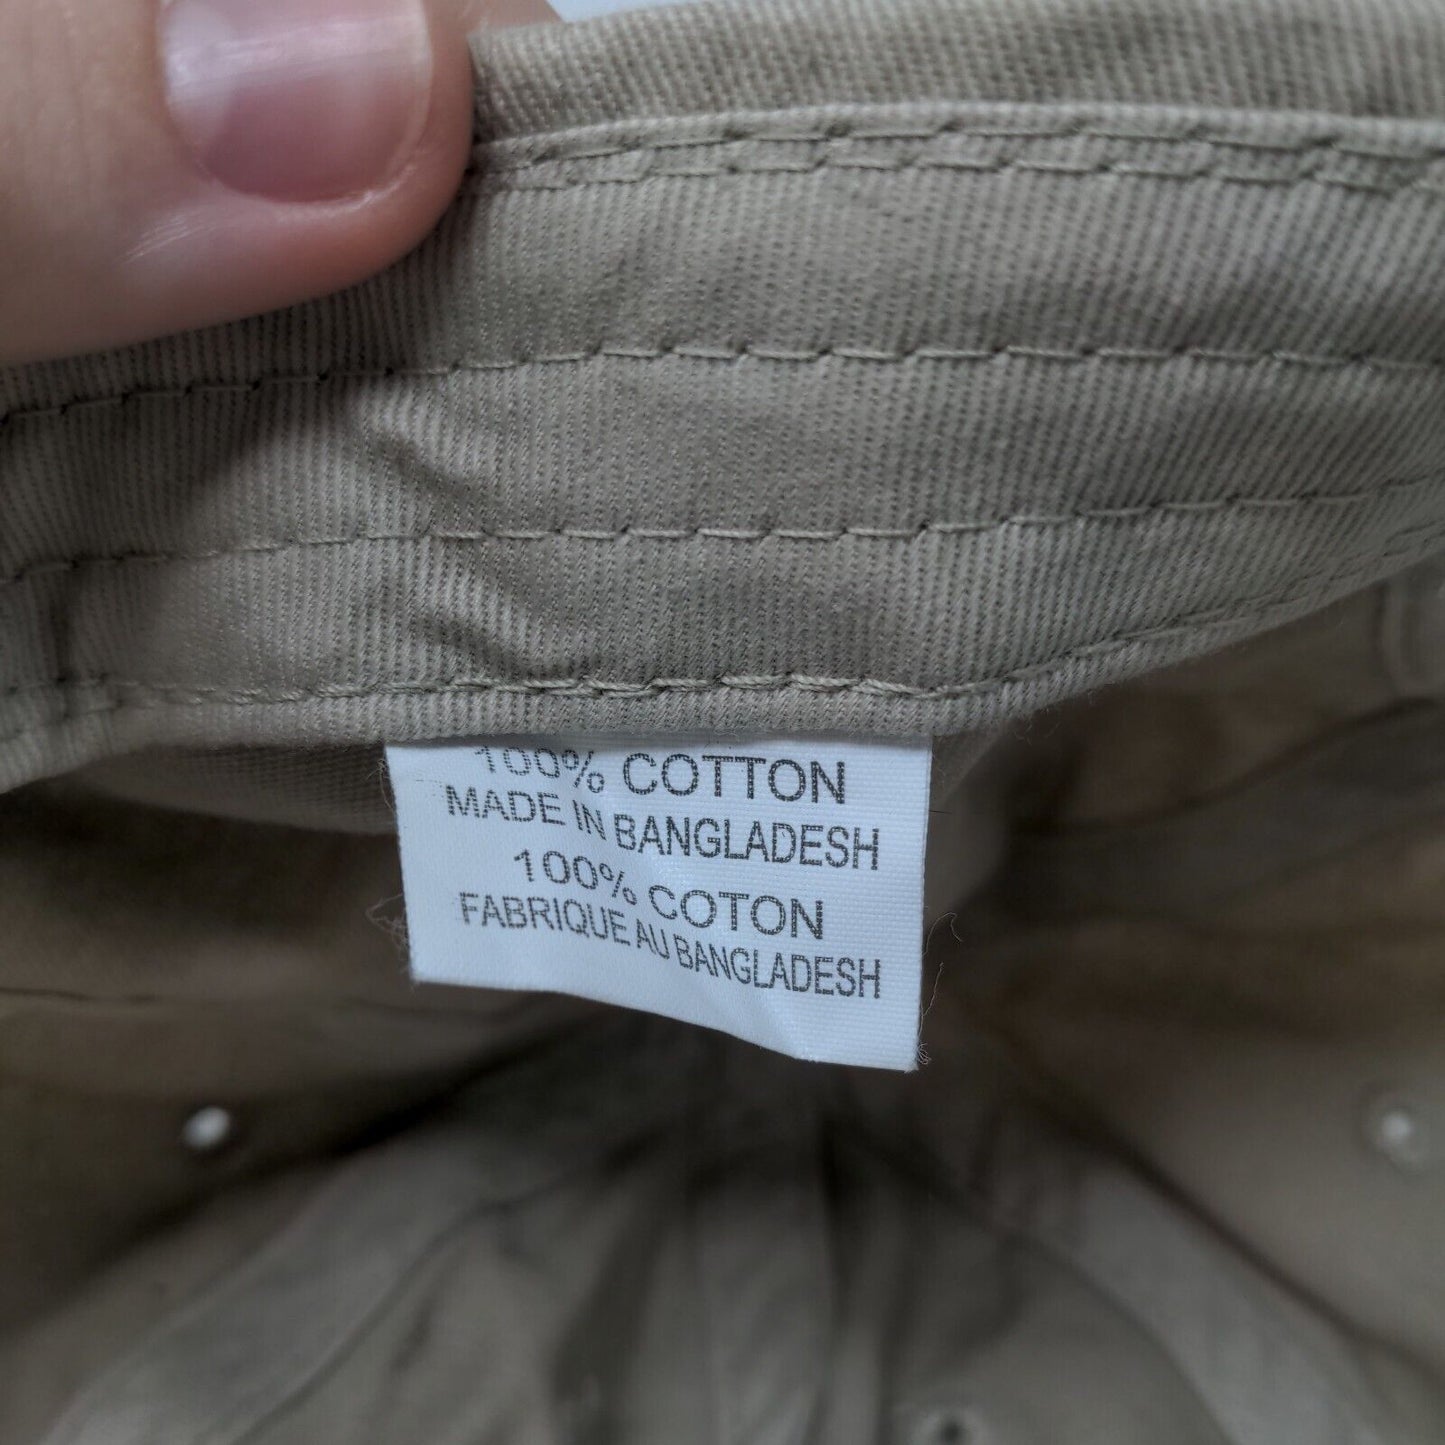 100% COTTON
MADE IN BANGLADESH
100% COTON
FABRIQUE AU BANGLADESH